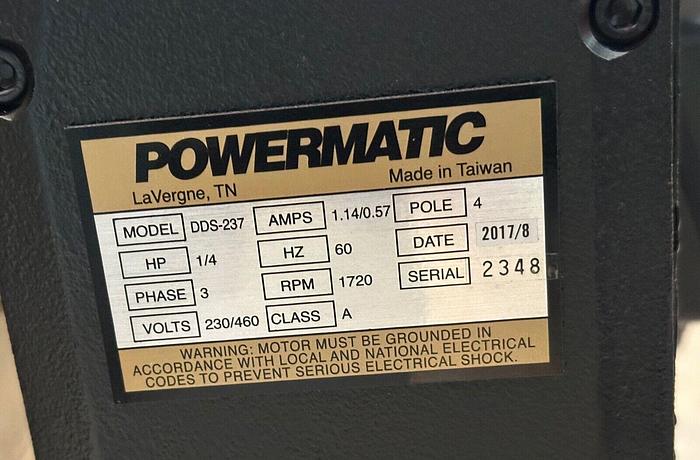 POWERMATIC
LaVergne, TN Made in Taiwan
MODEL DDS-237 AMPS 1.14/0.57 POLE 4
HP 1/4 HZ 60 DATE 2017/8
PHASE 3 RPM 1720 SERIAL 2348
VOLTS 230/460 CLASS A
WARNING: MOTOR MUST BE GROUNDED IN
ACCORDANCE WITH LOCAL AND NATIONAL ELECTRICAL
CODES TO PREVENT SERIOUS ELECTRICAL SHOCK.